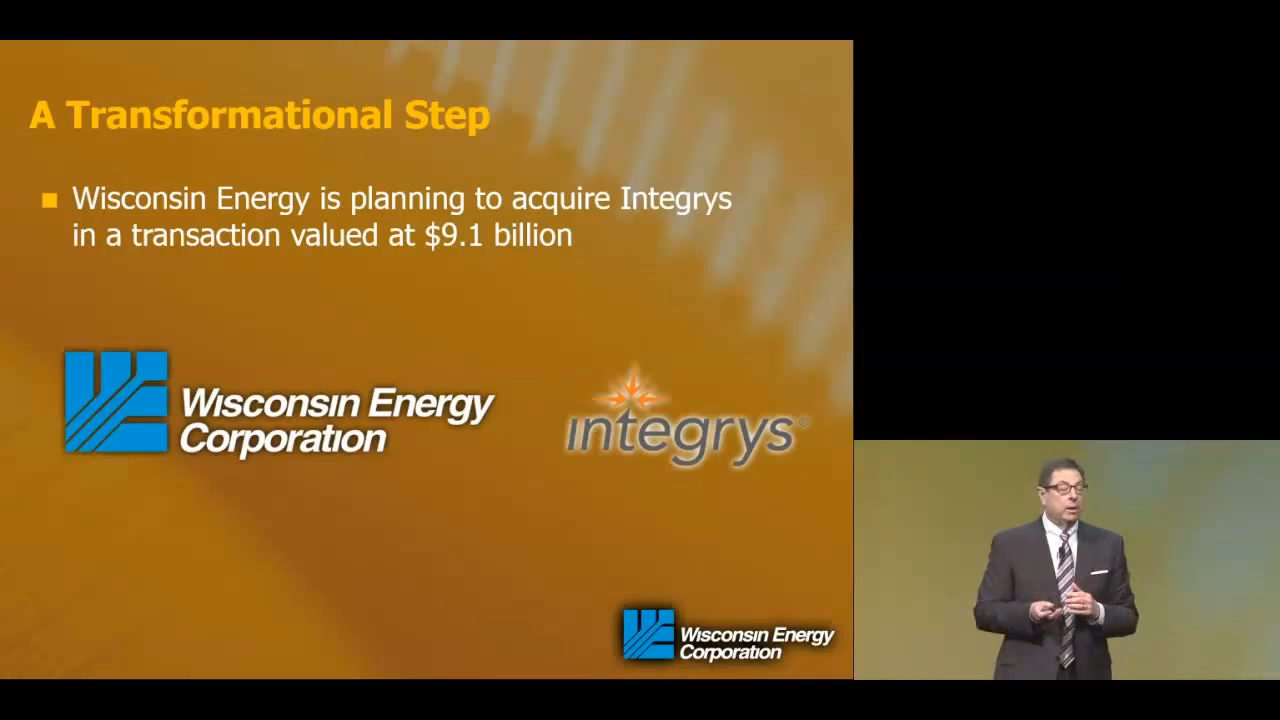 A Transformational Step
Wisconsin Energy is planning to acquire Integrys
in a transaction valued at $9.1 billion
Wisconsin Energy
Corporation
integrys®
Wisconsin Energy
Corporation